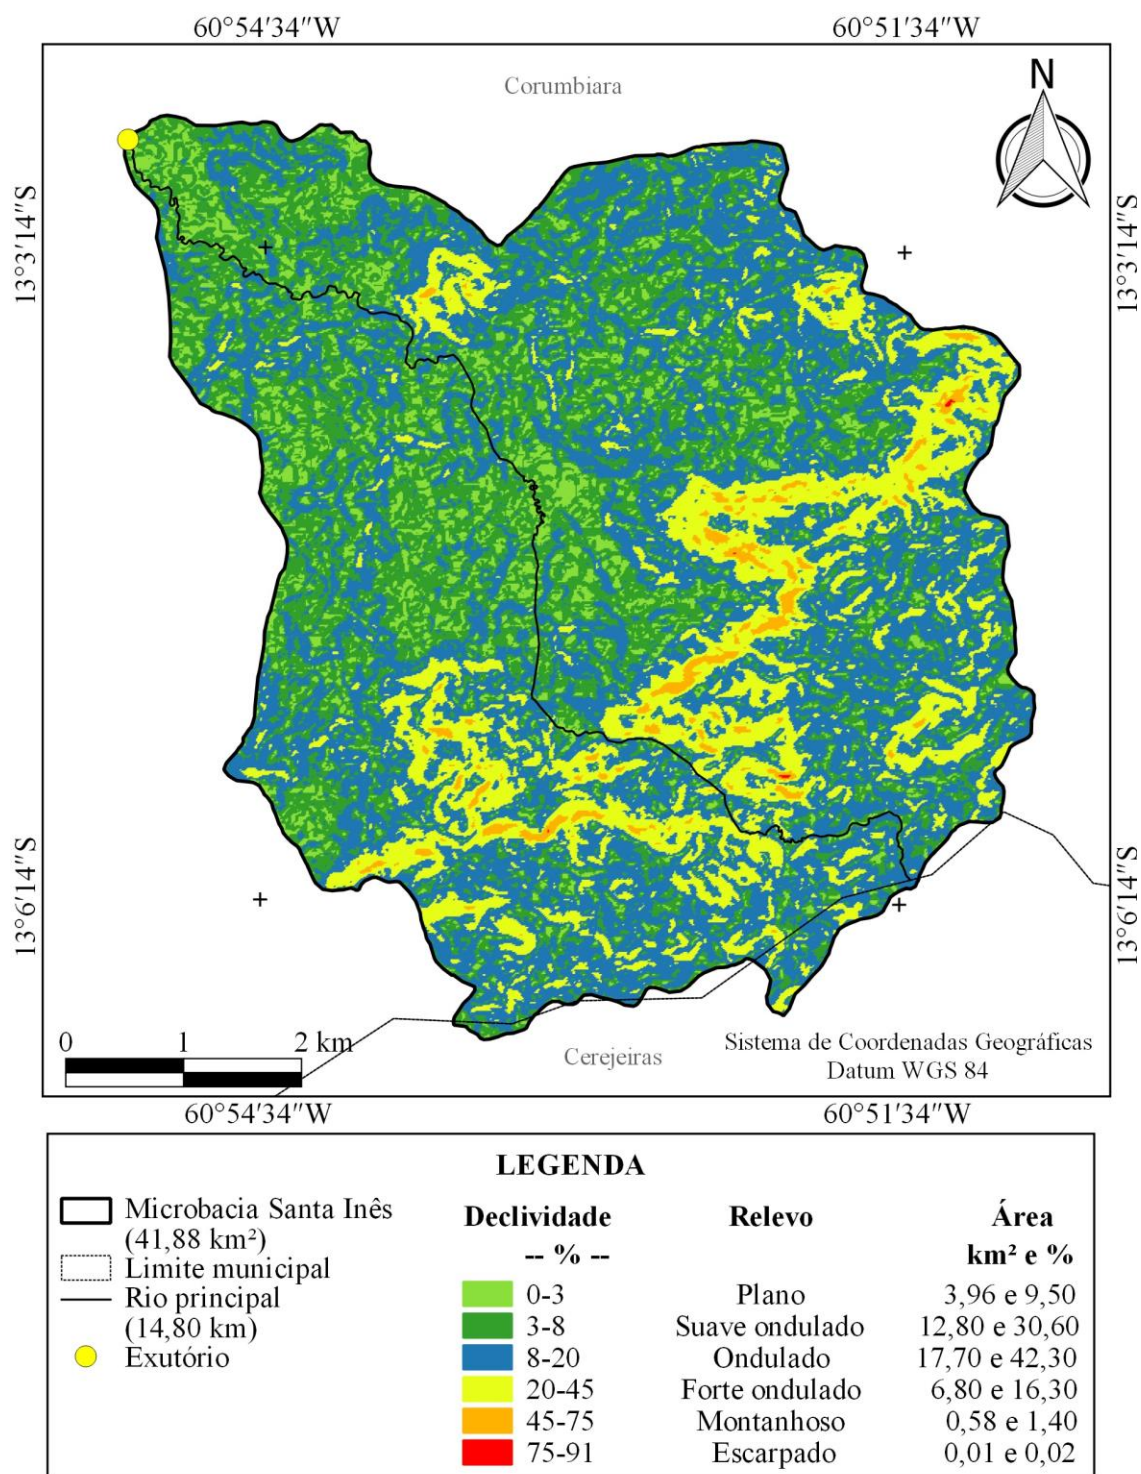 60°54′34″W 60°51′34″W
Corumbiara
N
13°3′14″S 13°3′14″S
13°6′14″S 13°6′14″S
0 1 2 km
Cerejeiras
Sistema de Coordenadas Geográficas
Datum WGS 84
60°54′34″W 60°51′34″W
LEGENDA
Microbacia Santa Inês
(41,88 km²)
Limite municipal
Rio principal
(14,80 km)
Exutório
Declividade Relevo Área
-- % -- km² e %
0-3 Plano 3,96 e 9,50
3-8 Suave ondulado 12,80 e 30,60
8-20 Ondulado 17,70 e 42,30
20-45 Forte ondulado 6,80 e 16,30
45-75 Montanhoso 0,58 e 1,40
75-91 Escarpado 0,01 e 0,02